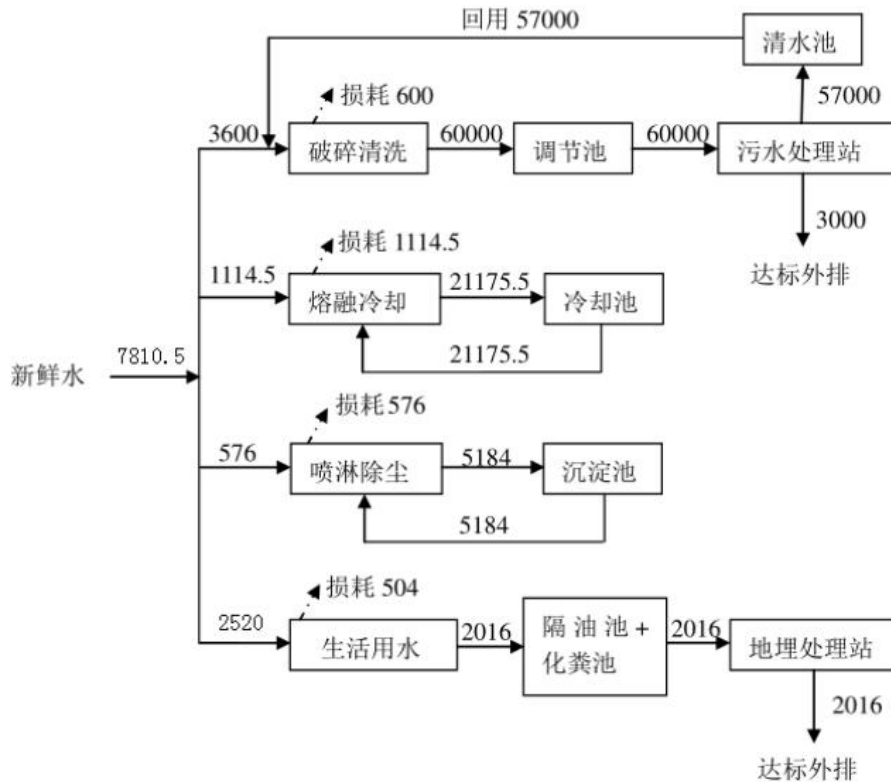 回用 57000
清水池
损耗 600
57000
3600
破碎清洗
60000
调节池
60000
污水处理站
3000
达标外排
损耗 1114.5
1114.5
熔融冷却
21175.5
冷却池
21175.5
新鲜水
7810.5
损耗 576
576
喷淋除尘
5184
沉淀池
5184
损耗 504
2520
生活用水
2016
隔油池+
化粪池
2016
地埋处理站
2016
达标外排